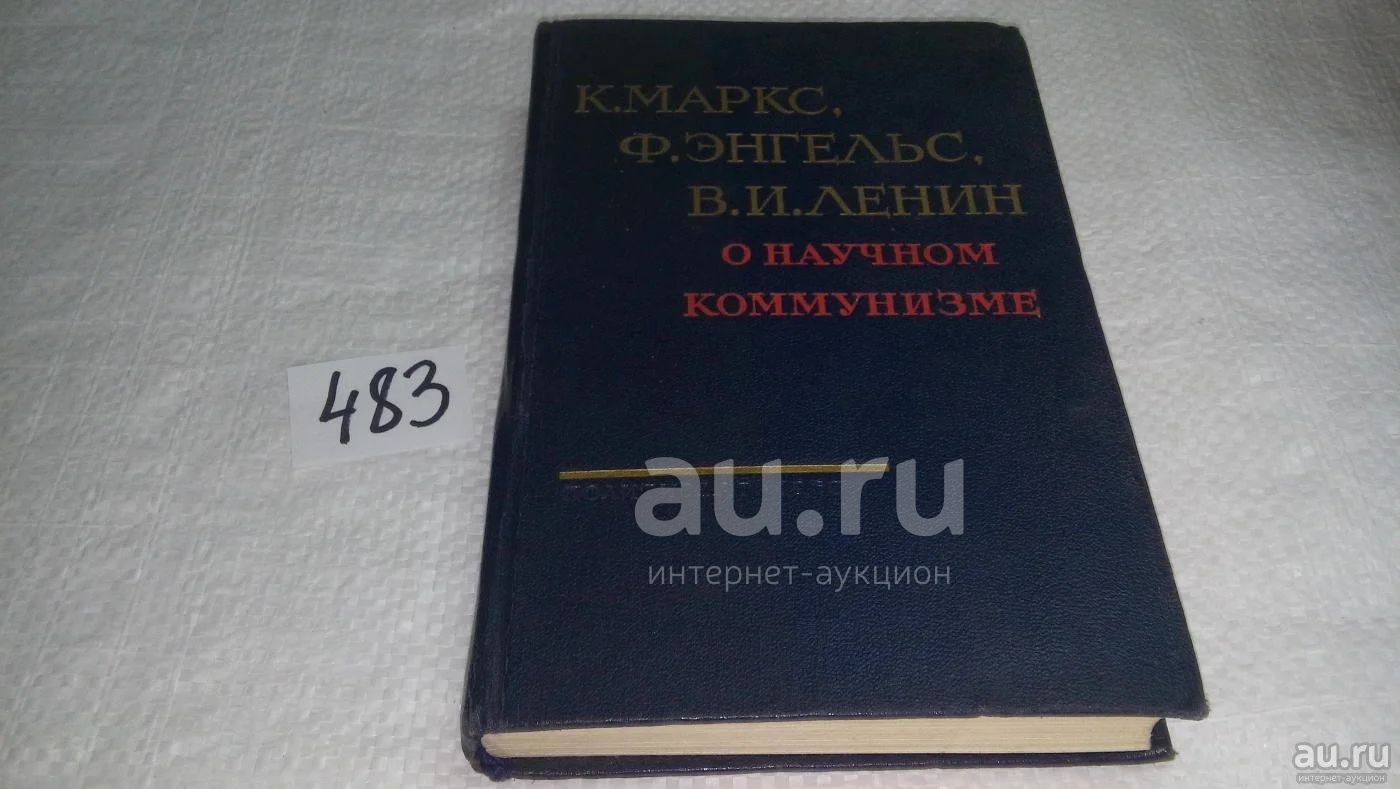 К.МАРКС,
Ф.ЭНГЕЛЬС,
В.И.ЛЕНИН
О НАУЧНОМ
КОММУНИЗМЕ
483
au.ru
интернет-аукцион
au.ru
интернет-аукцион